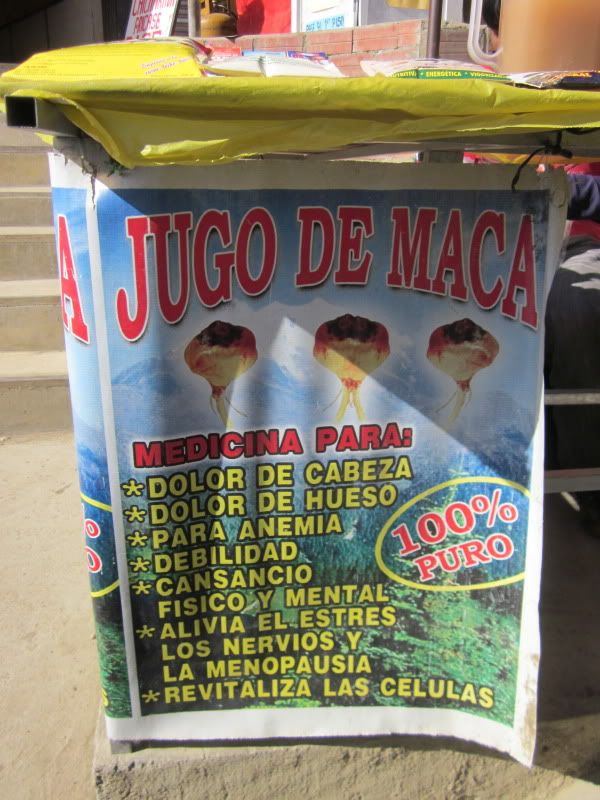 JUGO DE MACA
MEDICINA PARA:
* DOLOR DE CABEZA
* DOLOR DE HUESO
* PARA ANEMIA
* DEBILIDAD
* CANSANCIO
FISICO Y MENTAL
* ALIVIA EL ESTRES
LOS NERVIOS Y
LA MENOPAUSIA
* REVITALIZA LAS CELULAS
100%
PURO
A
O